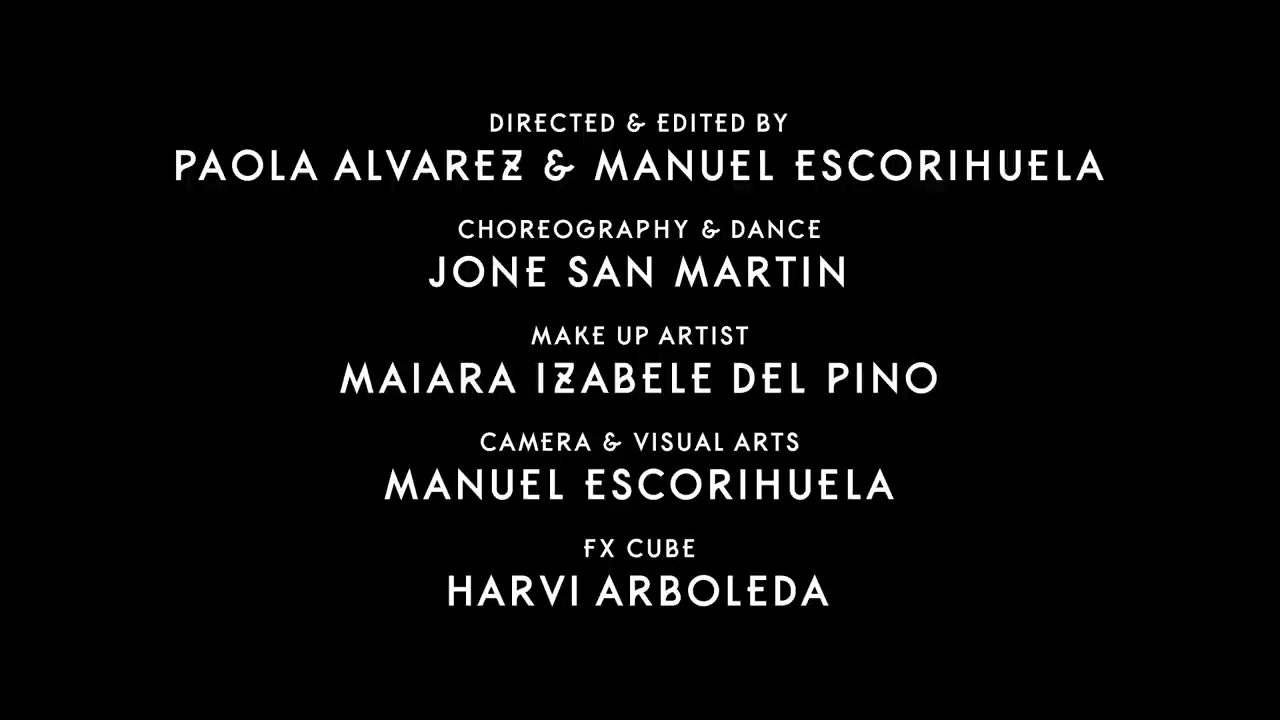 DIRECTED & EDITED BY
PAOLA ALVAREZ & MANUEL ESCORIHUELA
CHOREOGRAPHY & DANCE
JONE SAN MARTIN
MAKE UP ARTIST
MAIARA IZABELE DEL PINO
CAMERA & VISUAL ARTS
MANUEL ESCORIHUELA
FX CUBE
HARVI ARBOLEDA